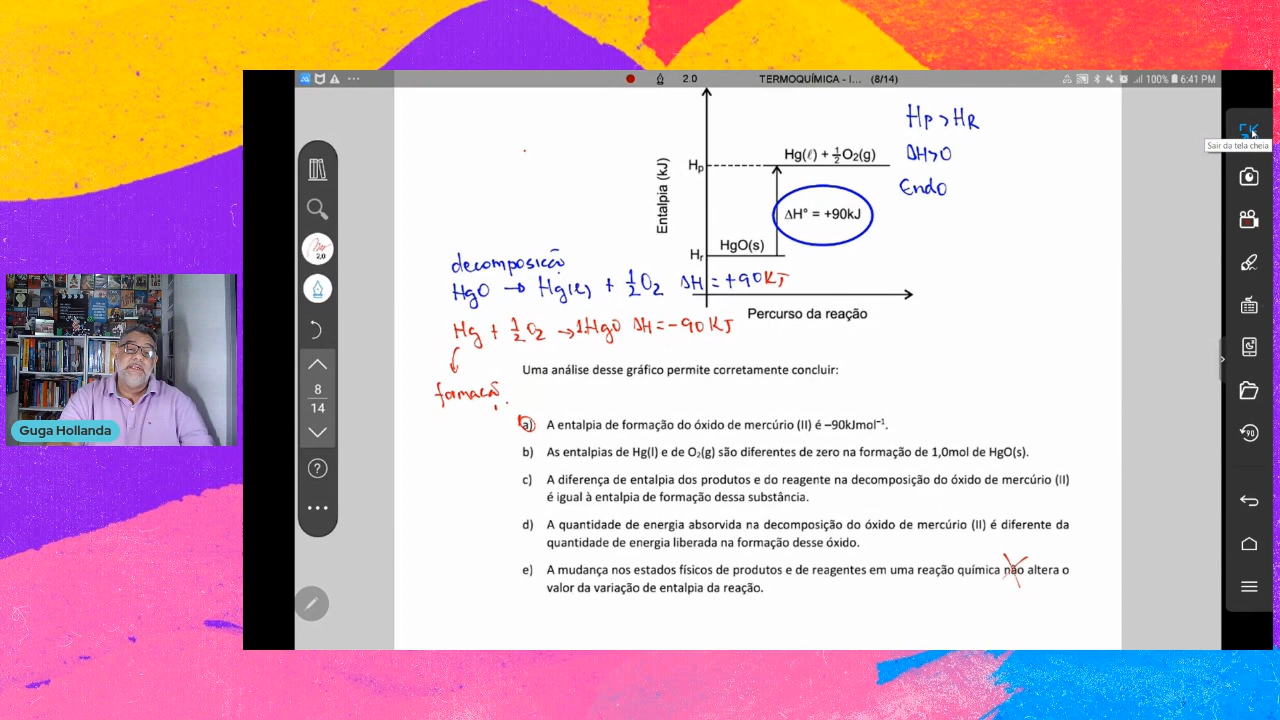 2.0
TERMOQUÍMICA - I... (8/14)
100% 6:41 PM
Sair da tela cheia
Entalpia (kJ)
Hp
Hg(ℓ) + ½O₂(g)
ΔH° = +90kJ
Hr
HgO(s)
Percurso da reação
HP > HR
ΔH>O
Endo
decomposição
HgO → Hg(l) + ½O₂ ΔH = +90KJ
Hg + ½O₂ → 1HgO ΔH = -90KJ
formação
Uma análise desse gráfico permite corretamente concluir:
a) A entalpia de formação do óxido de mercúrio (II) é –90kJmol⁻¹.
b) As entalpias de Hg(l) e de O₂(g) são diferentes de zero na formação de 1,0mol de HgO(s).
c) A diferença de entalpia dos produtos e do reagente na decomposição do óxido de mercúrio (II)
é igual à entalpia de formação dessa substância.
d) A quantidade de energia absorvida na decomposição do óxido de mercúrio (II) é diferente da
quantidade de energia liberada na formação desse óxido.
e) A mudança nos estados físicos de produtos e de reagentes em uma reação química não altera o
valor da variação de entalpia da reação.
2,0
8
14
90
Guga Hollanda